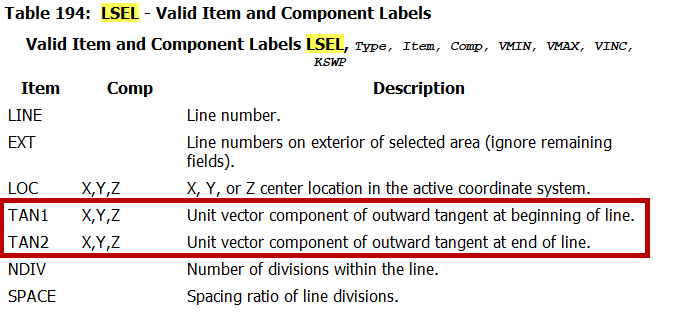 Table 194: LSEL - Valid Item and Component Labels
Valid Item and Component Labels LSEL, Type, Item, Comp, VMIN, VMAX, VINC,
KSWP
Item Comp Description
LINE Line number.
EXT Line numbers on exterior of selected area (ignore remaining
fields).
LOC X,Y,Z X, Y, or Z center location in the active coordinate system.
TAN1 X,Y,Z Unit vector component of outward tangent at beginning of line.
TAN2 X,Y,Z Unit vector component of outward tangent at end of line.
NDIV Number of divisions within the line.
SPACE Spacing ratio of line divisions.